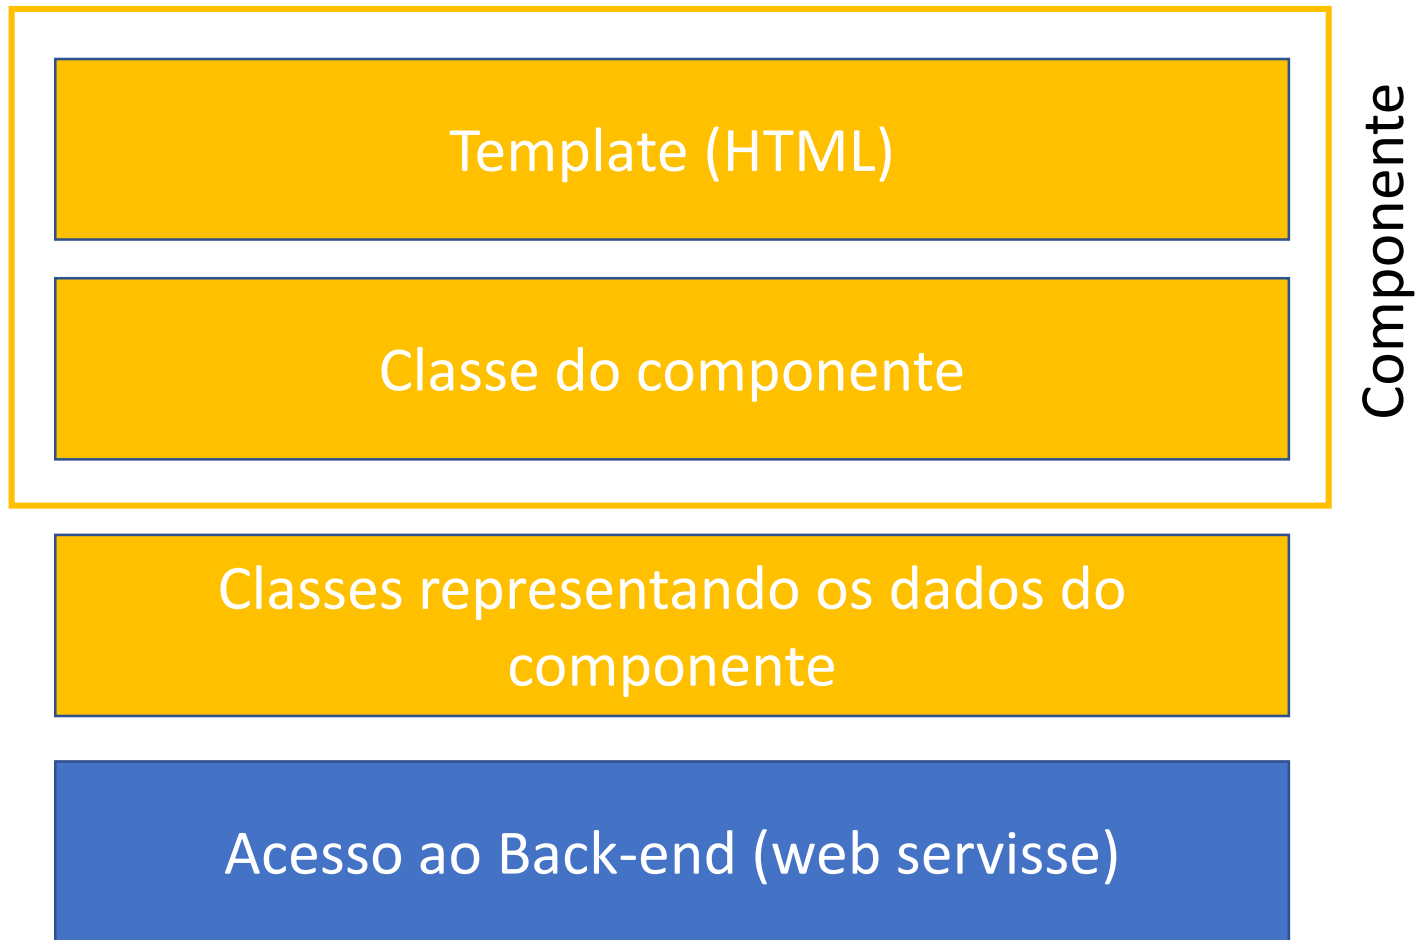 Template (HTML)
Classe do componente
Componente
Classes representando os dados do
componente
Acesso ao Back-end (web servisse)